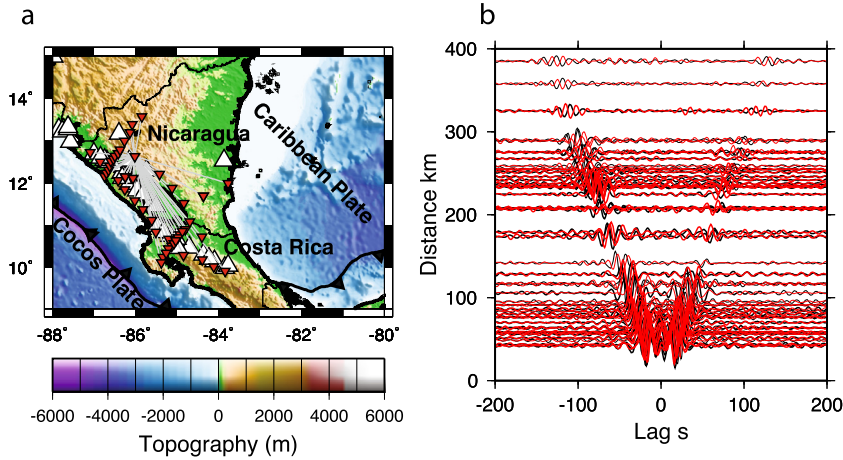 a
14°
12°
10°
-88°
-86°
-84°
-82°
-80°
Nicaragua
Caribbean Plate
Costa Rica
Cocos Plate
-6000
-4000
-2000
0
2000
4000
6000
Topography (m)
b
400
300
200
100
0
Distance km
-200
-100
0
100
200
Lag s